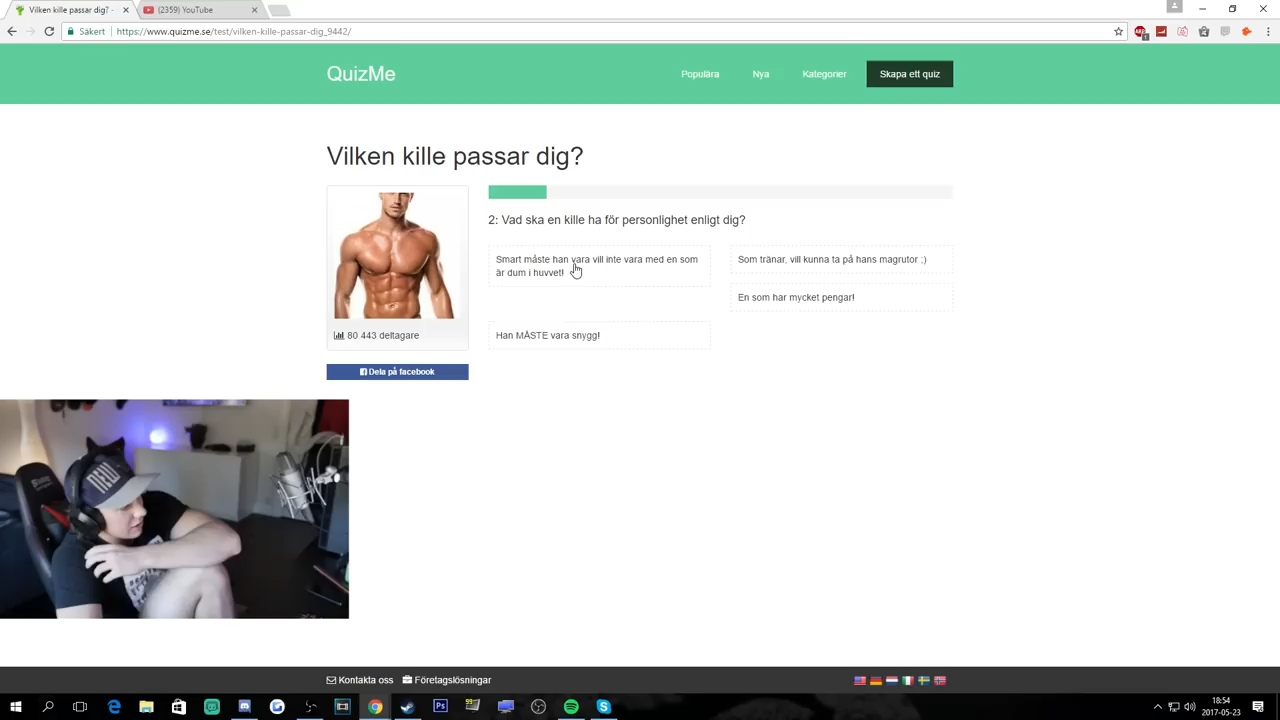 Vilken kille passar dig? -
(2359) YouTube
Säkert
https://www.quizme.se/test/vilken-kille-passar-dig_9442/
QuizMe
Populära
Nya
Kategorier
Skapa ett quiz
Vilken kille passar dig?
2: Vad ska en kille ha för personlighet enligt dig?
Smart måste han vara vill inte vara med en som
är dum i huvvet!
Som tränar, vill kunna ta på hans magrutor ;)
En som har mycket pengar!
Han MÅSTE vara snygg!
80 443 deltagare
Dela på facebook
NEW
Kontakta oss
Företagslösningar
18:54
2017-05-23